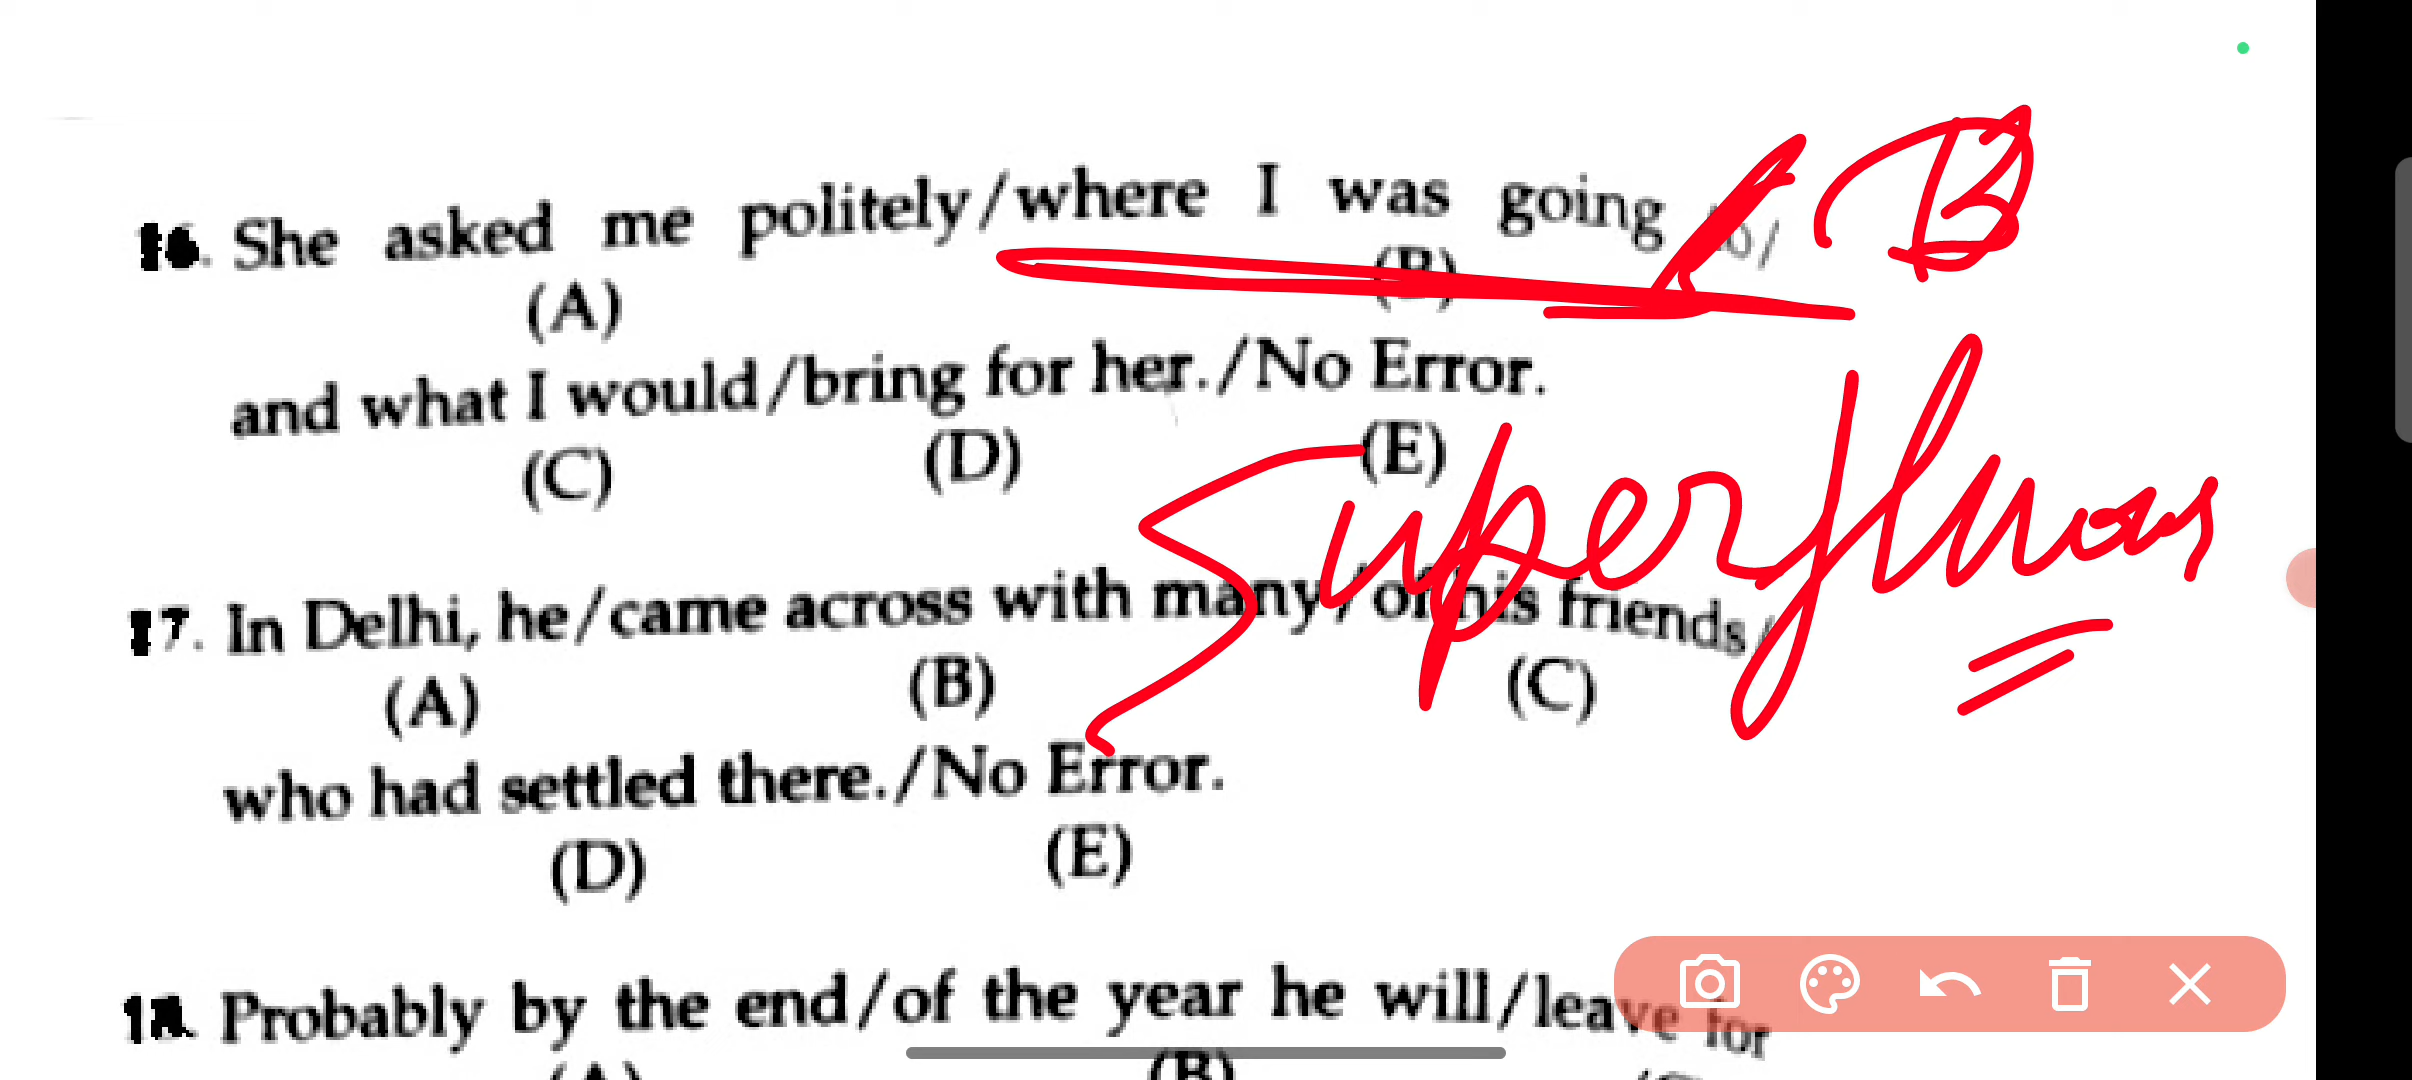 16. She asked me politely/where I was going to/ B
(A) (B)
and what I would/bring for her./No Error.
(C) (D) (E)
Superfluous
17. In Delhi, he/came across with many/of his friends/
(A) (B) (C)
who had settled there./No Error.
(D) (E)
18. Probably by the end/of the year he will/leave for
(A) (B)